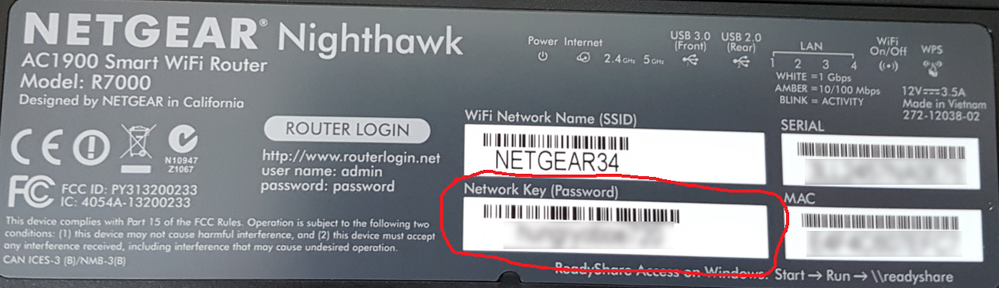 NETGEAR® Nighthawk
AC1900 Smart WiFi Router
Model: R7000
Designed by NETGEAR in California
Power Internet
2.4GHz 5GHz
USB 3.0
(Front)
USB 2.0
(Rear)
LAN
1 2 3 4
WHITE = 1 Gbps
AMBER = 10/100 Mbps
BLINK = ACTIVITY
WiFi
On/Off
WPS
12V⎓3.5A
Made in Vietnam
272-12038-02
CE
N10947
Z1067
FC
FCC ID: PY313200233
IC: 4054A-13200233
This device complies with Part 15 of the FCC Rules. Operation is subject to the following two
conditions: (1) this device may not cause harmful interference, and (2) this device must accept
any interference received, including interference that may cause undesired operation.
CAN ICES-3 (B)/NMB-3(B)
ROUTER LOGIN
http://www.routerlogin.net
user name: admin
password: password
WiFi Network Name (SSID)
NETGEAR34
Network Key (Password)
SERIAL
MAC
ReadyShare Access on Windows: Start → Run → \\readyshare